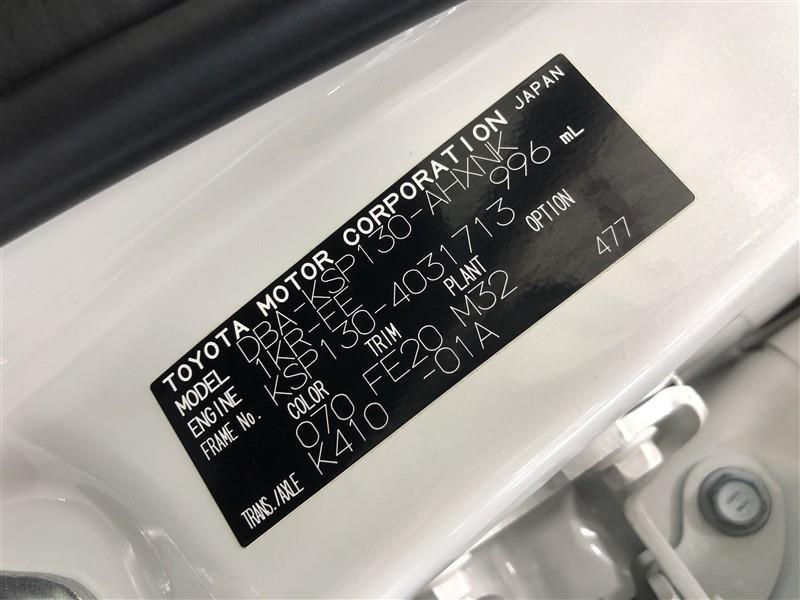 TOYOTA MOTOR CORPORATION JAPAN
MODEL DBA-KSP130-AHXNK
ENGINE 1KR-FE 996 mL
FRAME No. KSP130-4031713
COLOR TRIM PLANT OPTION
070 FE20 M32 477
TRANS./AXLE K410 -01A